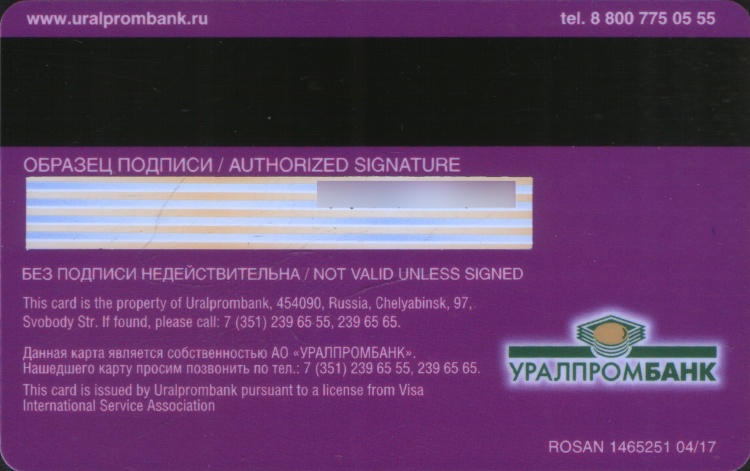 www.uralprombank.ru
tel. 8 800 775 05 55
ОБРАЗЕЦ ПОДПИСИ / AUTHORIZED SIGNATURE
БЕЗ ПОДПИСИ НЕДЕЙСТВИТЕЛЬНА / NOT VALID UNLESS SIGNED
This card is the property of Uralprombank, 454090, Russia, Chelyabinsk, 97,
Svobody Str. If found, please call: 7 (351) 239 65 55, 239 65 65.
Данная карта является собственностью АО «УРАЛПРОМБАНК».
Нашедшего карту просим позвонить по тел.: 7 (351) 239 65 55, 239 65 65.
This card is issued by Uralprombank pursuant to a license from Visa
International Service Association
УРАЛПРОМБАНК
ROSAN 1465251 04/17